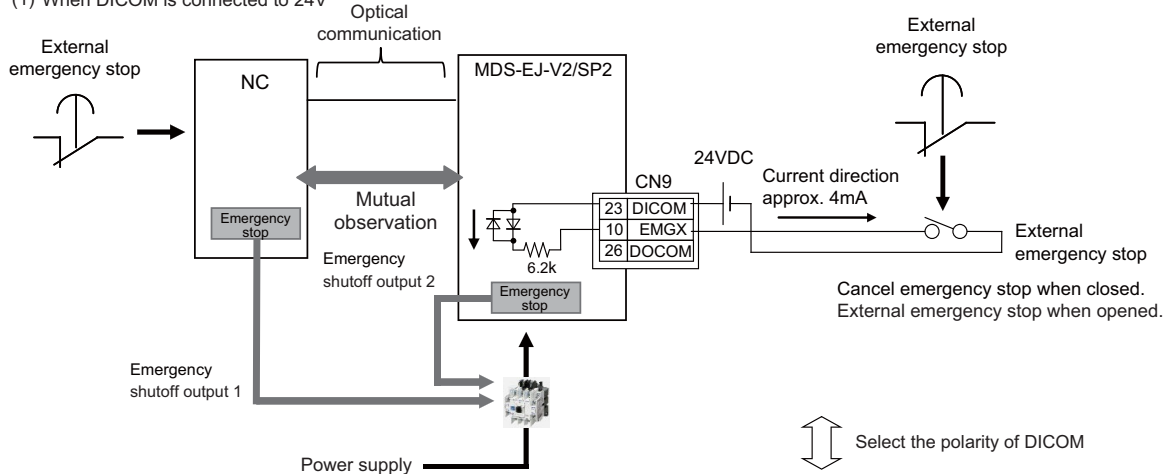 (1) When DICOM is connected to 24V
Optical
communication
External
emergency stop
External
emergency stop
NC
MDS-EJ-V2/SP2
24VDC
CN9
Current direction
approx. 4mA
Mutual
observation
23 DICOM
10 EMGX
26 DOCOM
Emergency
stop
6.2k
External
emergency stop
Emergency
shutoff output 2
Emergency
stop
Cancel emergency stop when closed.
External emergency stop when opened.
Emergency
shutoff output 1
Select the polarity of DICOM
Power supply